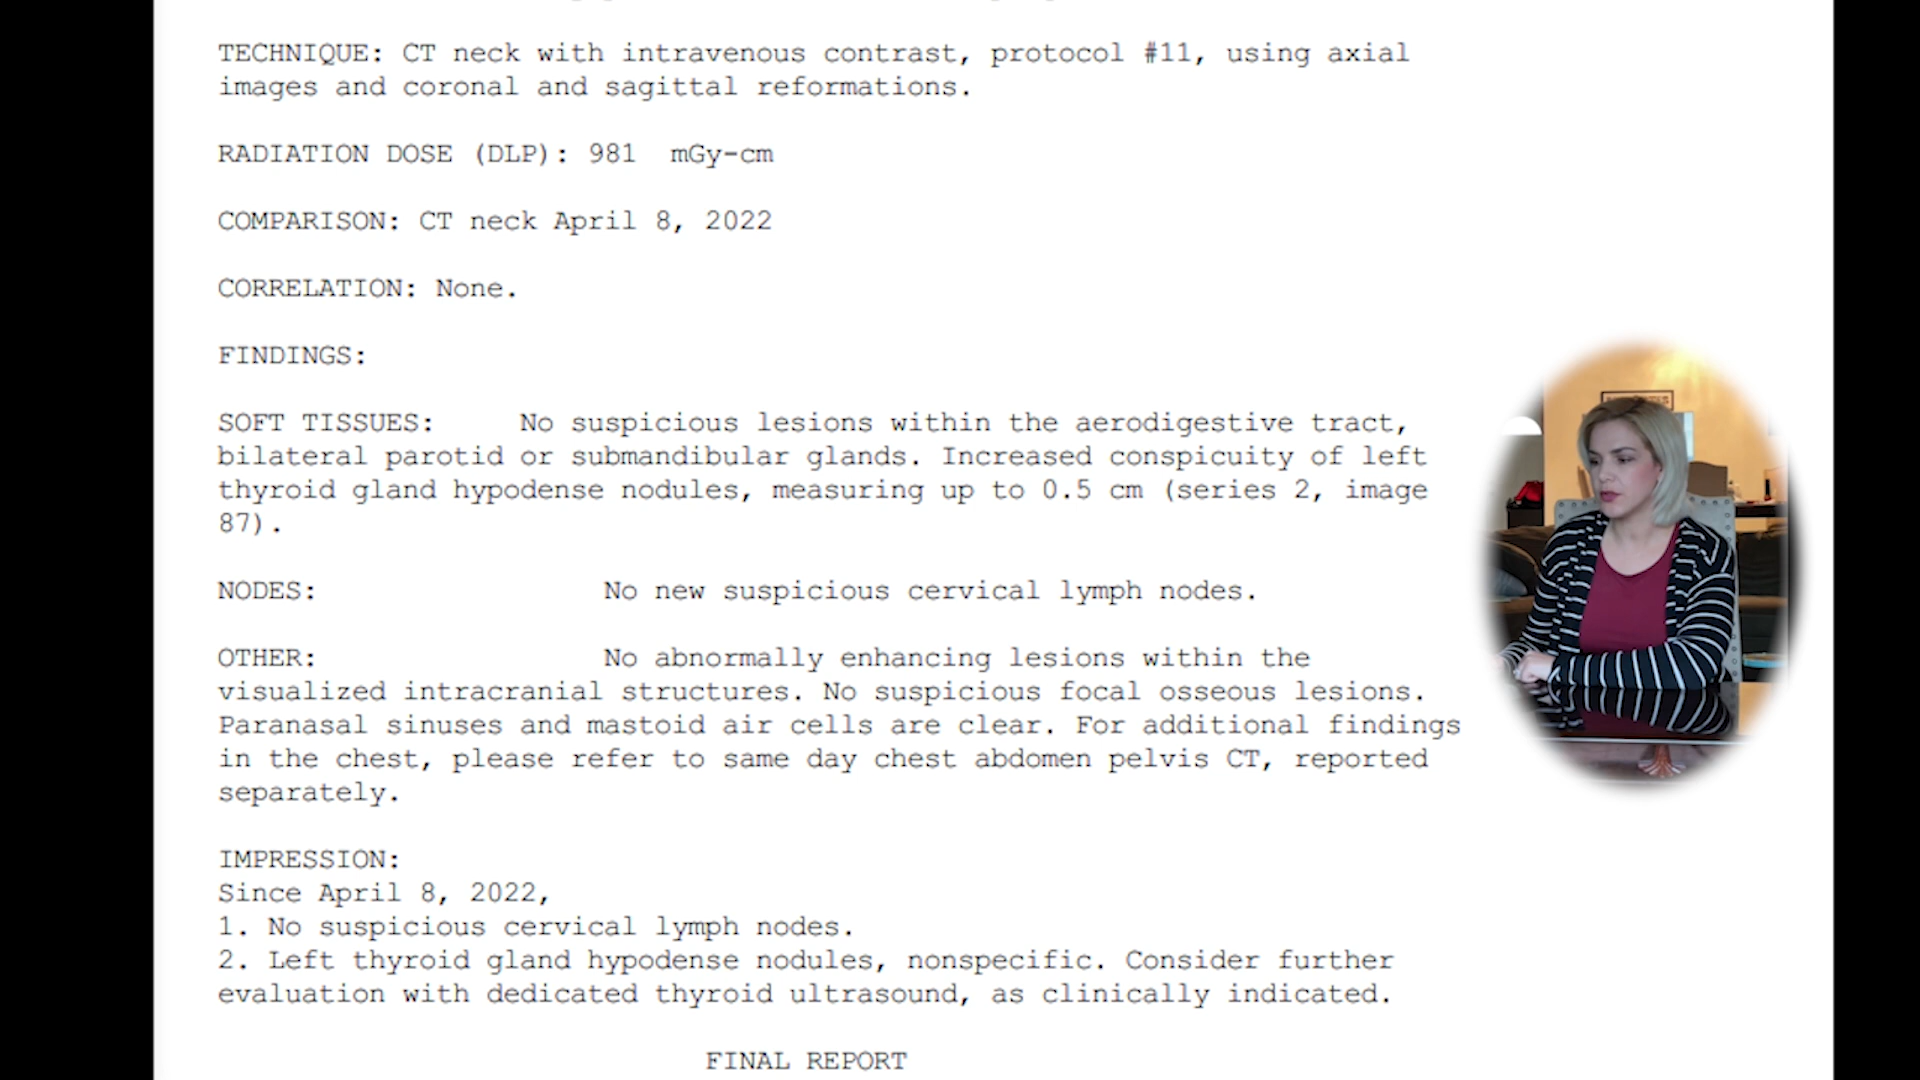 TECHNIQUE: CT neck with intravenous contrast, protocol #11, using axial
images and coronal and sagittal reformations.
RADIATION DOSE (DLP): 981 mGy-cm
COMPARISON: CT neck April 8, 2022
CORRELATION: None.
FINDINGS:
SOFT TISSUES: No suspicious lesions within the aerodigestive tract,
bilateral parotid or submandibular glands. Increased conspicuity of left
thyroid gland hypodense nodules, measuring up to 0.5 cm (series 2, image
87).
NODES: No new suspicious cervical lymph nodes.
OTHER: No abnormally enhancing lesions within the
visualized intracranial structures. No suspicious focal osseous lesions.
Paranasal sinuses and mastoid air cells are clear. For additional findings
in the chest, please refer to same day chest abdomen pelvis CT, reported
separately.
IMPRESSION:
Since April 8, 2022,
1. No suspicious cervical lymph nodes.
2. Left thyroid gland hypodense nodules, nonspecific. Consider further
evaluation with dedicated thyroid ultrasound, as clinically indicated.
FINAL REPORT